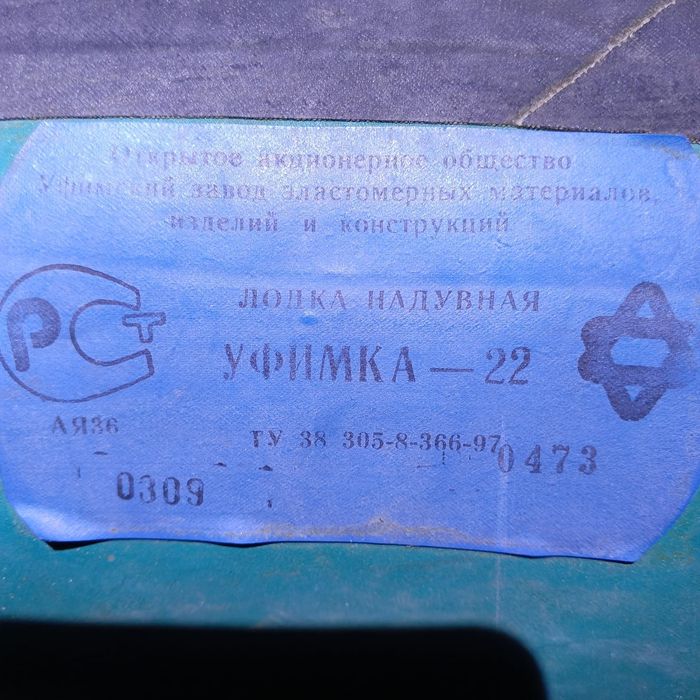 Открытое акционерное общество
Уфимский завод эластомерных материалов,
изделий и конструкций
ЛОДКА НАДУВНАЯ
РСТ
УФИМКА — 22
АЯ36
ТУ 38 305-8-366-97
0473
0309